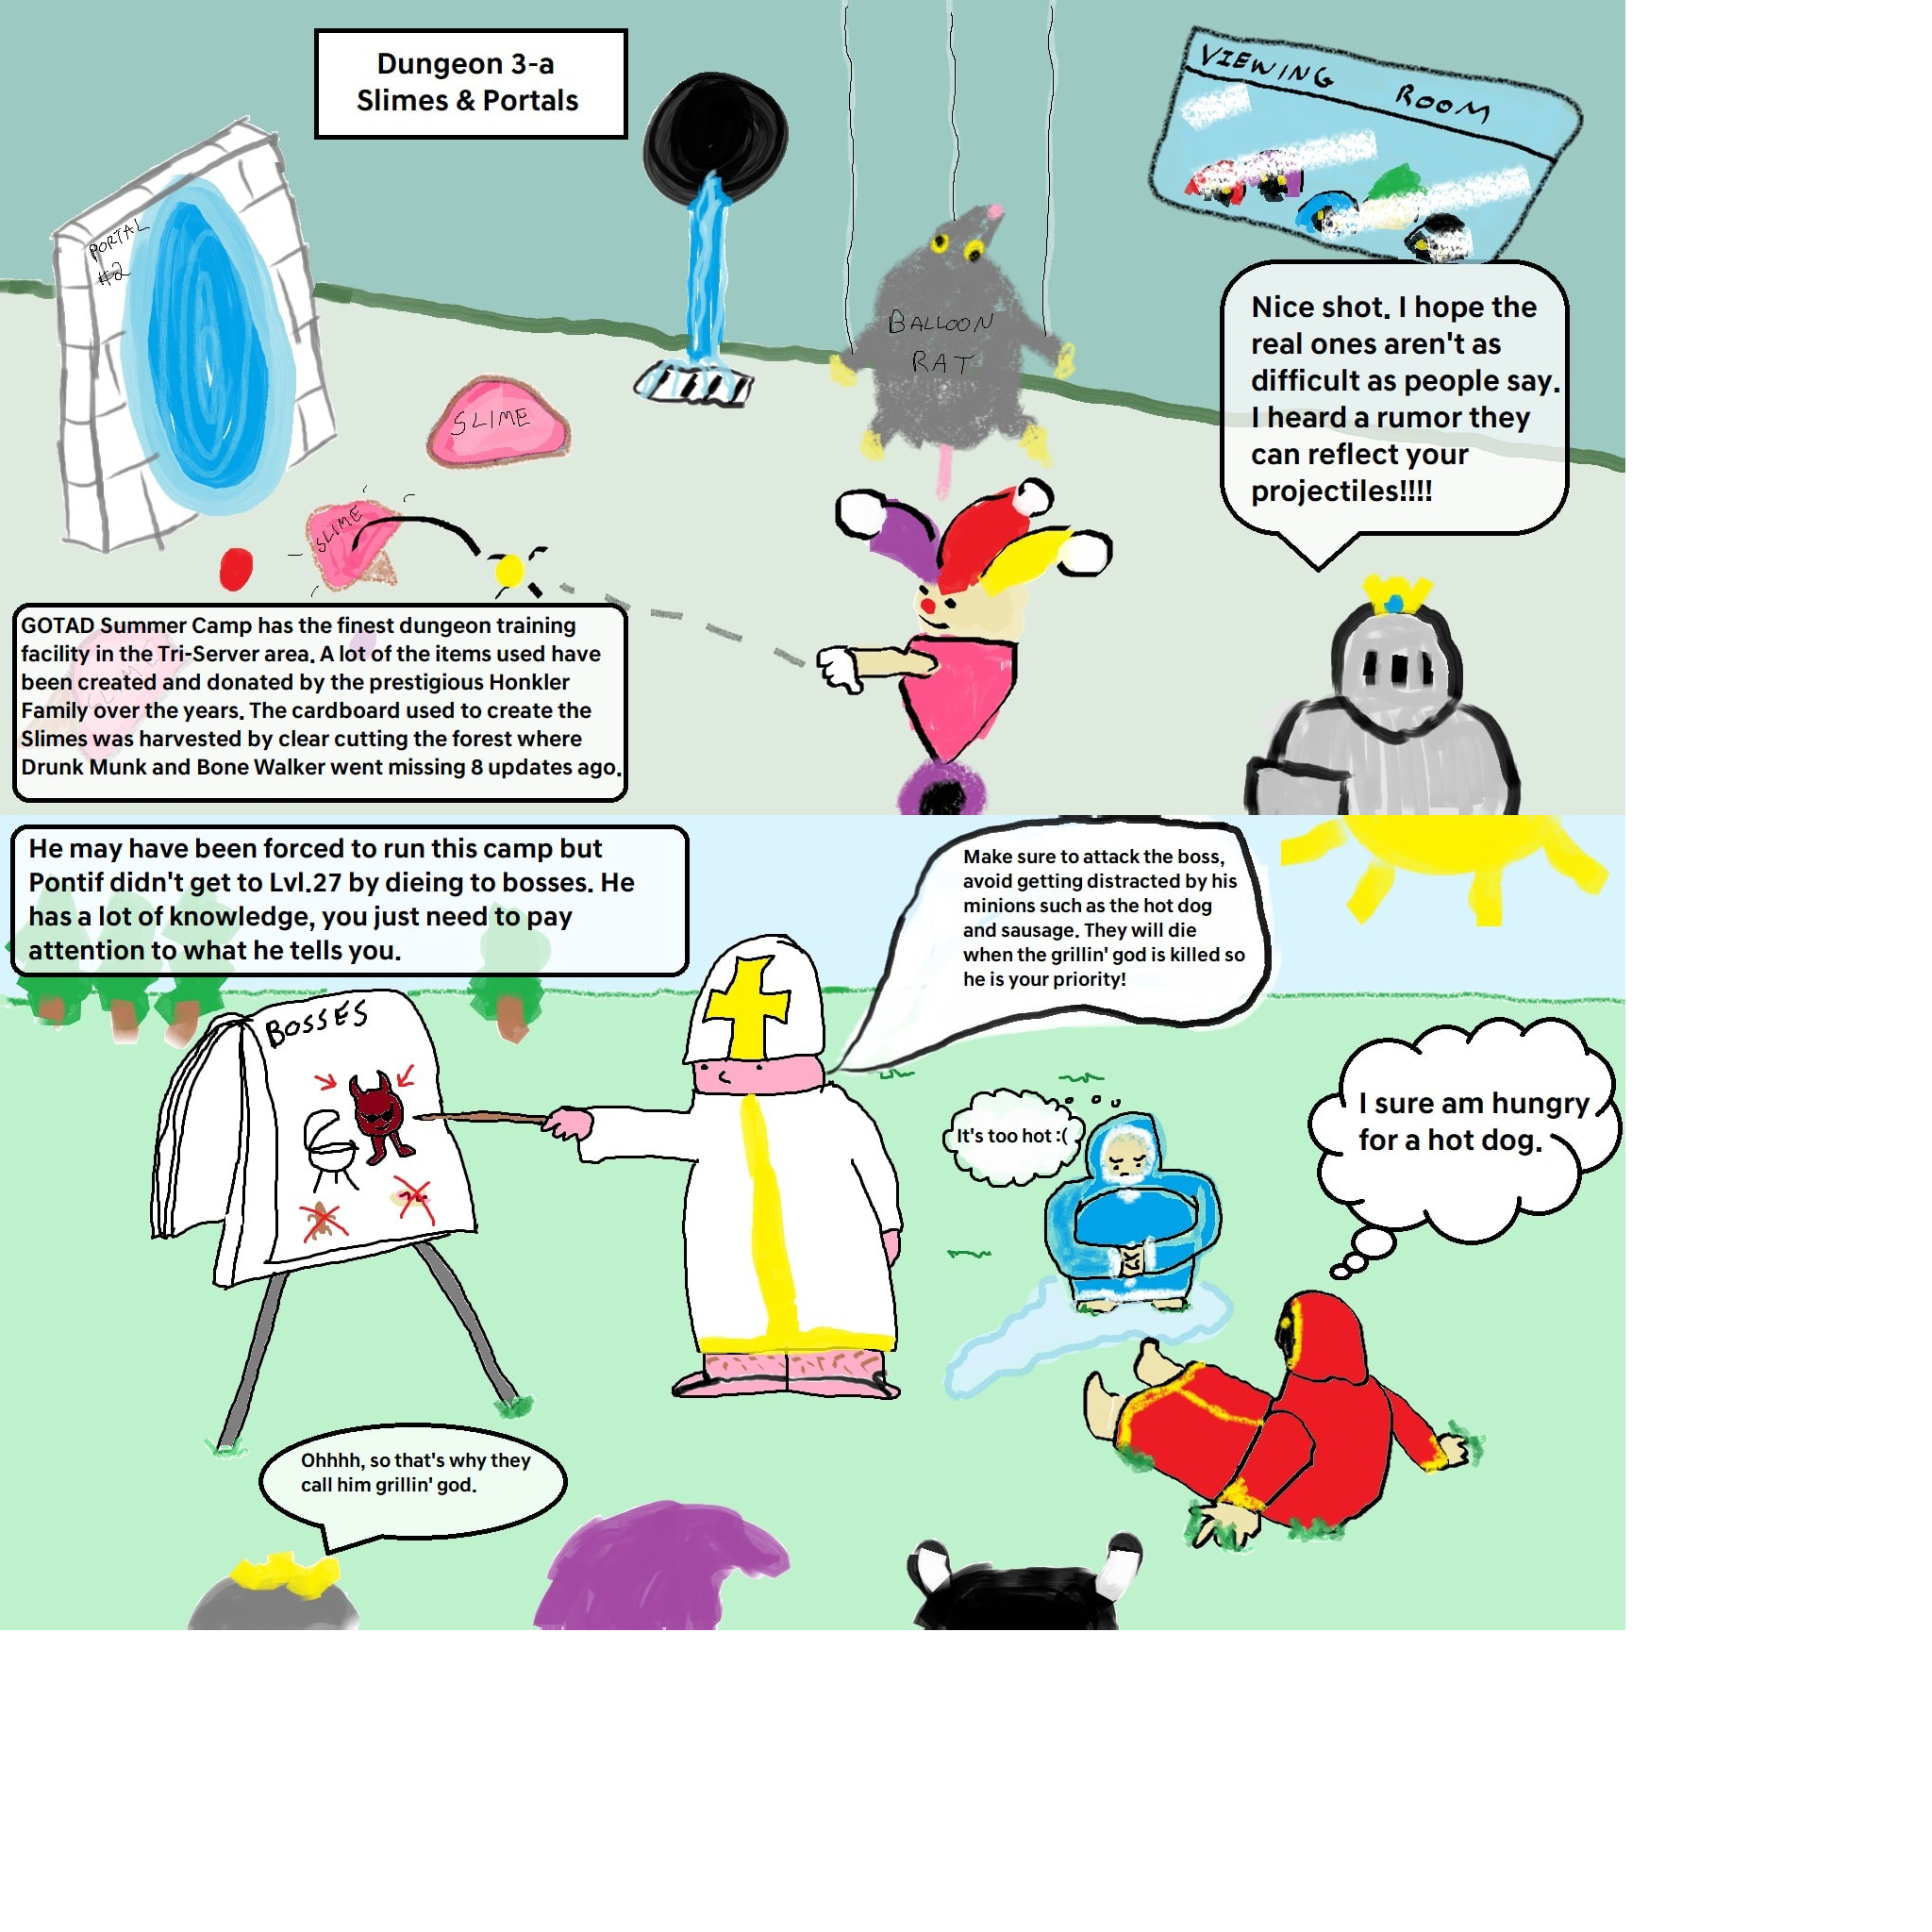 Dungeon 3-a
Slimes & Portals
VIEWING ROOM
PORTAL
#2
BALLOON
RAT
SLIME
SLIME
Nice shot. I hope the
real ones aren't as
difficult as people say.
I heard a rumor they
can reflect your
projectiles!!!!
GOTAD Summer Camp has the finest dungeon training
facility in the Tri-Server area. A lot of the items used have
been created and donated by the prestigious Honkler
Family over the years. The cardboard used to create the
Slimes was harvested by clear cutting the forest where
Drunk Munk and Bone Walker went missing 8 updates ago.
He may have been forced to run this camp but
Pontif didn't get to Lvl.27 by dieing to bosses. He
has a lot of knowledge, you just need to pay
attention to what he tells you.
Make sure to attack the boss,
avoid getting distracted by his
minions such as the hot dog
and sausage. They will die
when the grillin' god is killed so
he is your priority!
BOSSES
It's too hot :(
I sure am hungry
for a hot dog.
Ohhhh, so that's why they
call him grillin' god.